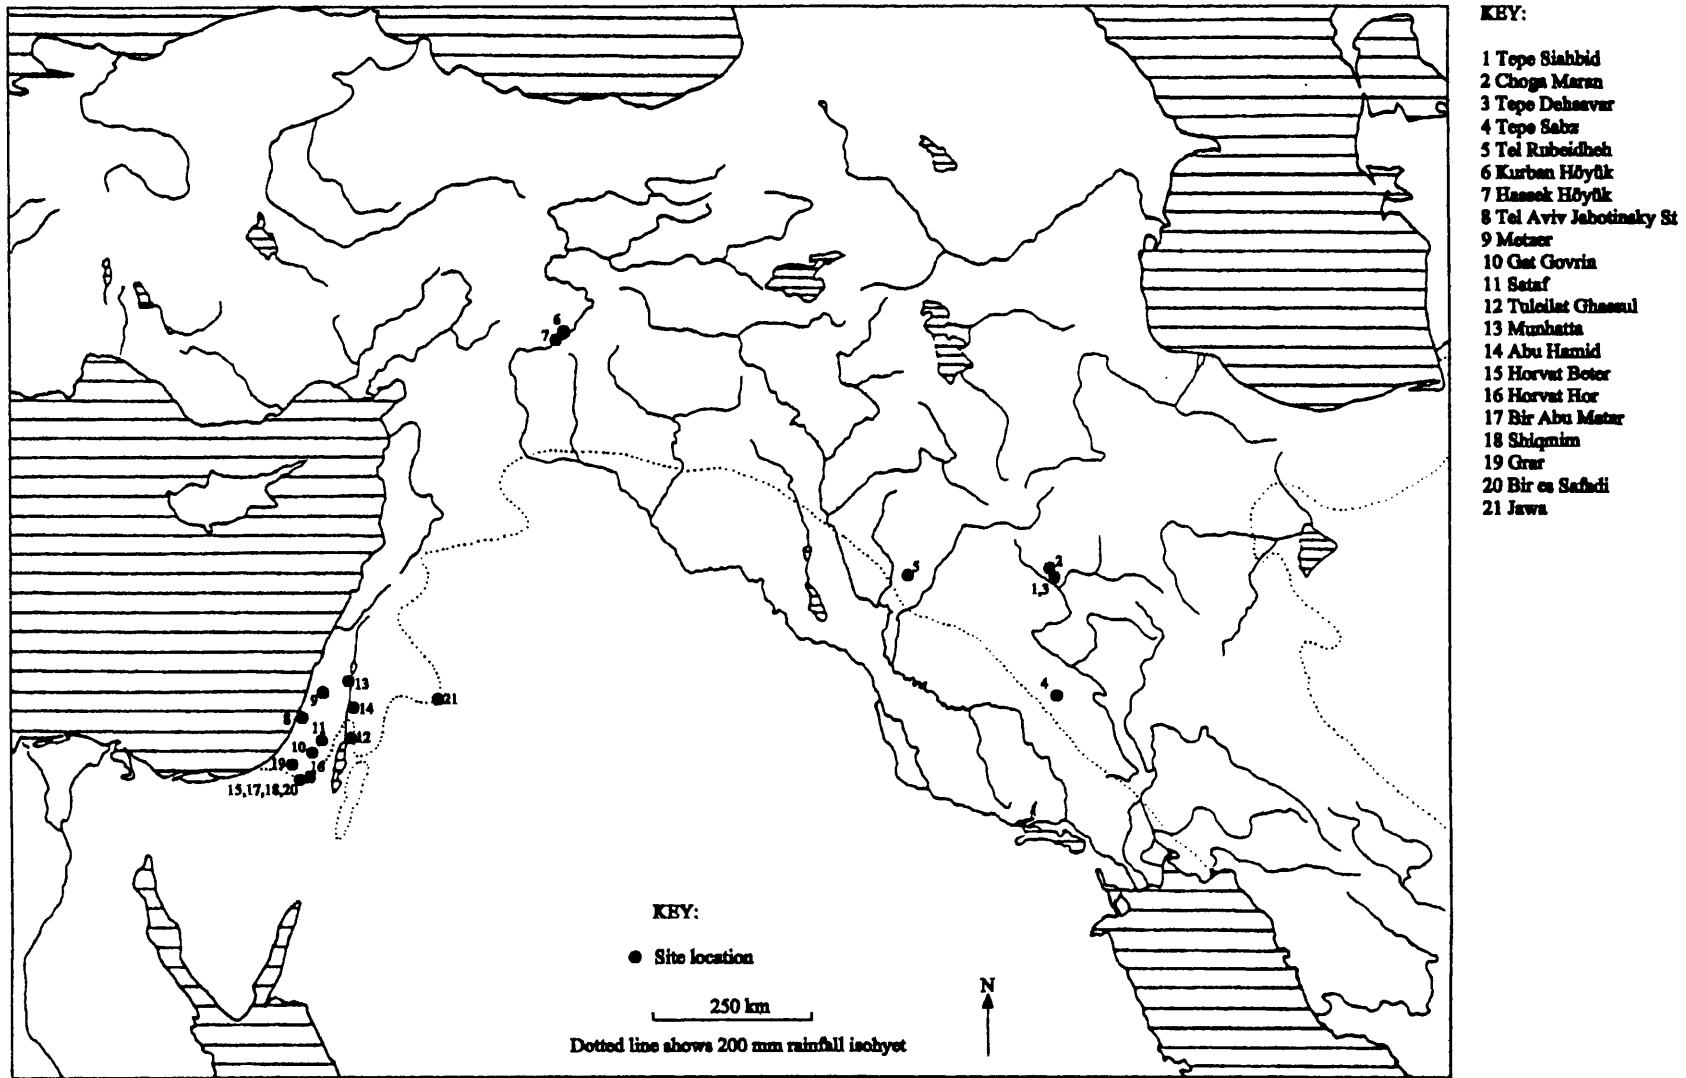 KEY:
1 Tepe Siahbid
2 Choga Maran
3 Tepe Dehsavar
4 Tepe Sabz
5 Tel Rubeidheh
6 Kurban Höyük
7 Hassek Höyük
8 Tel Aviv Jabotinsky St
9 Metzer
10 Gat Govrin
11 Sataf
12 Tuleilat Ghassul
13 Munhatta
14 Abu Hamid
15 Horvat Beter
16 Horvat Hor
17 Bir Abu Matar
18 Shiqmim
19 Grar
20 Bir es Safadi
21 Jawa
6
7
5
2
1,3
4
13
9
21
14
8
11
12
10
19
16
15,17,18,20
KEY:
Site location
N
250 km
Dotted line shows 200 mm rainfall isohyet